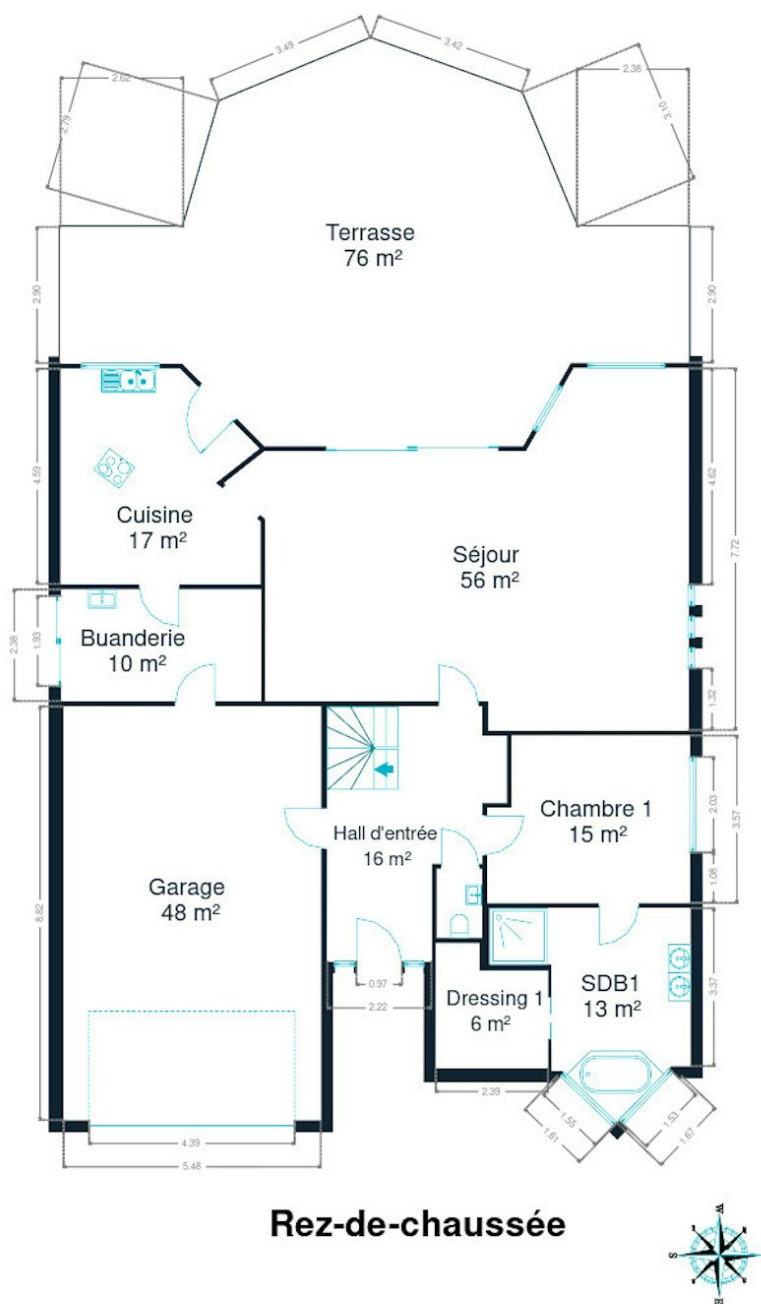 3.49
3.42
2.62
2.38
2.79
3.10
Terrasse
76 m²
2.90
2.90
4.59
4.62
7.72
Cuisine
17 m²
Séjour
56 m²
Buanderie
10 m²
2.38
1.93
1.32
Chambre 1
15 m²
2.03
3.57
1.08
Hall d'entrée
16 m²
Garage
48 m²
8.82
SDB1
13 m²
3.37
Dressing 1
6 m²
0.97
2.22
2.39
1.55
1.61
1.53
1.67
4.39
5.48
Rez-de-chaussée
W
S
E